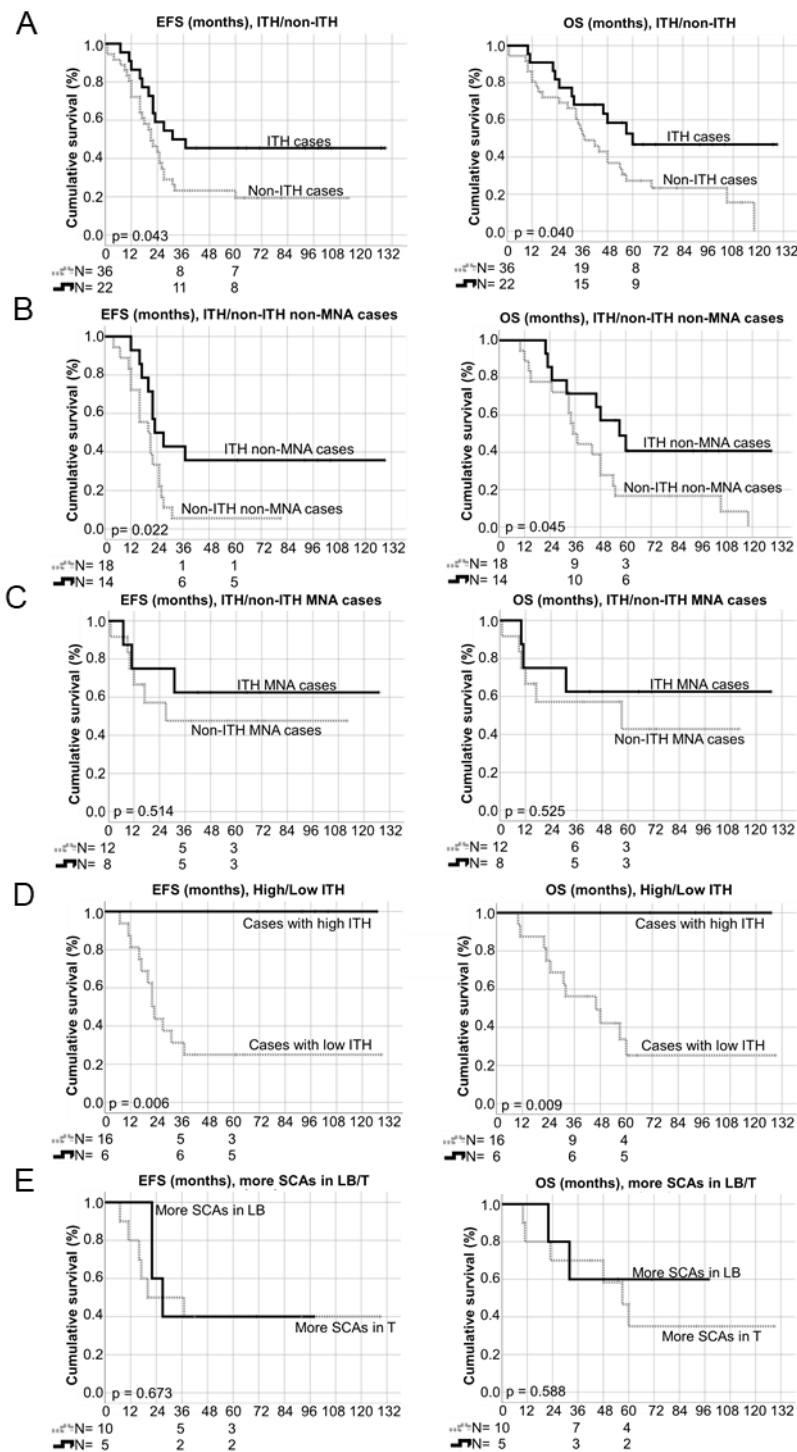 A
EFS (months), ITH/non-ITH
Cumulative survival (%)
1.0
0.8
0.6
0.4
0.2
0.0
ITH cases
Non-ITH cases
p= 0.043
0 12 24 36 48 60 72 84 96 108 120 132
N= 36 8 7
N= 22 11 8
OS (months), ITH/non-ITH
Cumulative survival (%)
1.0
0.8
0.6
0.4
0.2
0.0
ITH cases
Non-ITH cases
p = 0.040
0 12 24 36 48 60 72 84 96 108 120 132
N= 36 19 8
N= 22 15 9
B
EFS (months), ITH/non-ITH non-MNA cases
Cumulative survival (%)
1.0
0.8
0.6
0.4
0.2
0.0
ITH non-MNA cases
Non-ITH non-MNA cases
p= 0.022
0 12 24 36 48 60 72 84 96 108 120 132
N= 18 1 1
N= 14 6 5
OS (months), ITH/non-ITH non-MNA cases
Cumulative survival (%)
1.0
0.8
0.6
0.4
0.2
0.0
ITH non-MNA cases
Non-ITH non-MNA cases
p = 0.045
0 12 24 36 48 60 72 84 96 108 120 132
N= 18 9 3
N= 14 10 6
C
EFS (months), ITH/non-ITH MNA cases
Cumulative survival (%)
1.0
0.8
0.6
0.4
0.2
0.0
ITH MNA cases
Non-ITH MNA cases
p = 0.514
0 12 24 36 48 60 72 84 96 108 120 132
N= 12 5 3
N= 8 5 3
OS (months), ITH/non-ITH MNA cases
Cumulative survival (%)
1.0
0.8
0.6
0.4
0.2
0.0
ITH MNA cases
Non-ITH MNA cases
p = 0.525
0 12 24 36 48 60 72 84 96 108 120 132
N= 12 6 3
N= 8 5 3
D
EFS (months), High/Low ITH
Cumulative survival (%)
1.0
0.8
0.6
0.4
0.2
0.0
Cases with high ITH
Cases with low ITH
p = 0.006
0 12 24 36 48 60 72 84 96 108 120 132
N= 16 5 3
N= 6 6 5
OS (months), High/Low ITH
Cumulative survival (%)
1.0
0.8
0.6
0.4
0.2
0.0
Cases with high ITH
Cases with low ITH
p = 0.009
0 12 24 36 48 60 72 84 96 108 120 132
N= 16 9 4
N= 6 6 5
E
EFS (months), more SCAs in LB/T
Cumulative survival (%)
1.0
0.8
0.6
0.4
0.2
0.0
More SCAs in LB
More SCAs in T
p = 0.673
0 12 24 36 48 60 72 84 96 108 120 132
N= 10 5 3
N= 5 2 2
OS (months), more SCAs in LB/T
Cumulative survival (%)
1.0
0.8
0.6
0.4
0.2
0.0
More SCAs in LB
More SCAs in T
p = 0.588
0 12 24 36 48 60 72 84 96 108 120 132
N= 10 7 4
N= 5 3 2